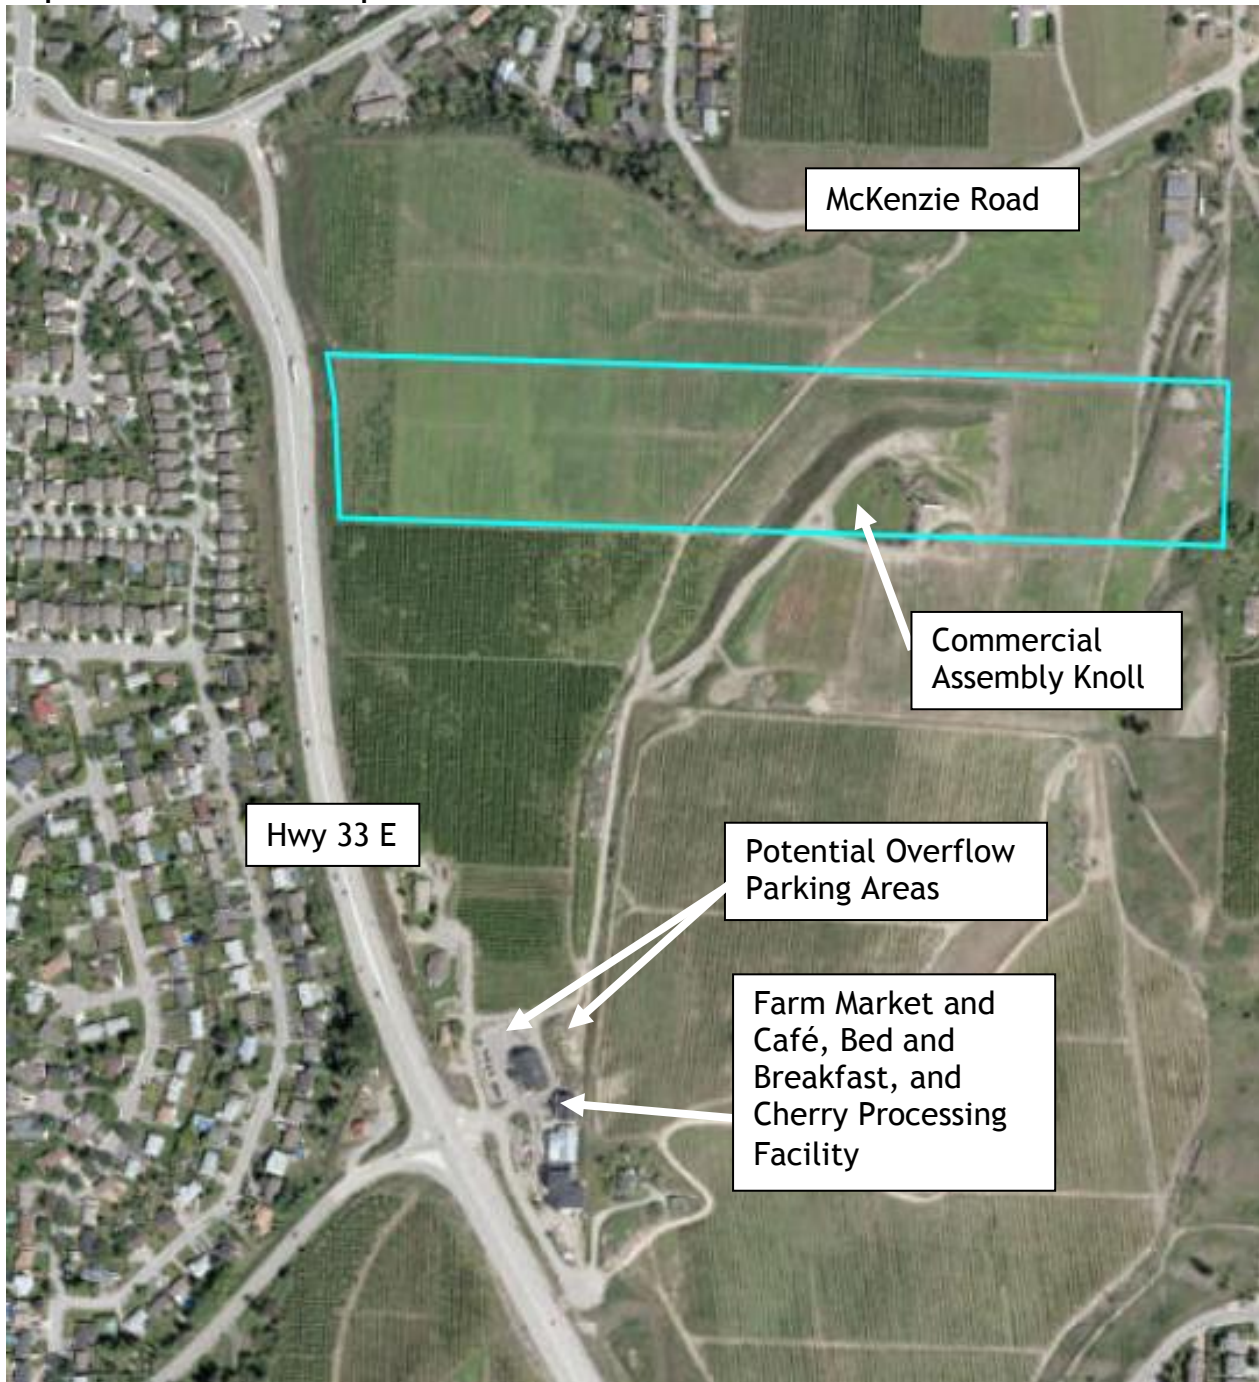 McKenzie Road
Commercial
Assembly Knoll
Hwy 33 E
Potential Overflow
Parking Areas
Farm Market and
Café, Bed and
Breakfast, and
Cherry Processing
Facility